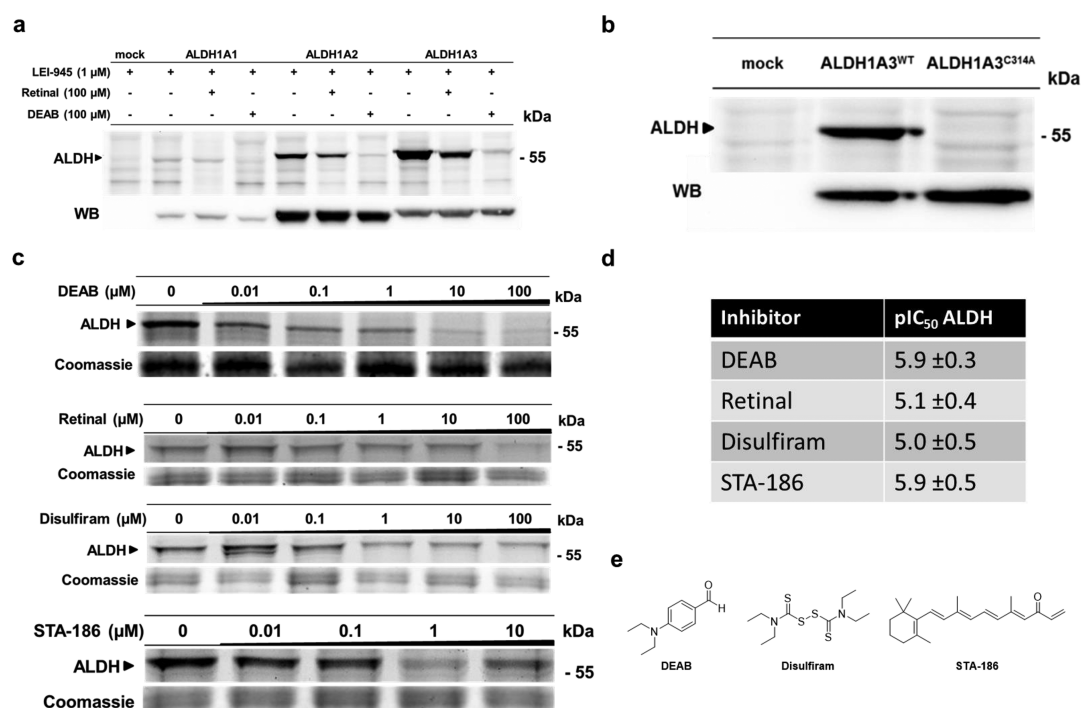 a
mock ALDH1A1 ALDH1A2 ALDH1A3
LEI-945 (1 µM) + + + + + + + + + +
Retinal (100 µM) - - + - - + - - + -
DEAB (100 µM) - - - + - - + - - +
kDa
ALDH
- 55
WB
b
mock ALDH1A3WT ALDH1A3C314A
kDa
ALDH
- 55
WB
c
DEAB (µM) 0 0.01 0.1 1 10 100 kDa
ALDH
- 55
Coomassie
Retinal (µM) 0 0.01 0.1 1 10 100 kDa
ALDH
- 55
Coomassie
Disulfiram (µM) 0 0.01 0.1 1 10 100 kDa
ALDH
- 55
Coomassie
STA-186 (µM) 0 0.01 0.1 1 10 kDa
ALDH
- 55
Coomassie
d
Inhibitor pIC50 ALDH
DEAB 5.9 ±0.3
Retinal 5.1 ±0.4
Disulfiram 5.0 ±0.5
STA-186 5.9 ±0.5
e
O
H
N
DEAB
S
N S S N
S
Disulfiram
O
STA-186